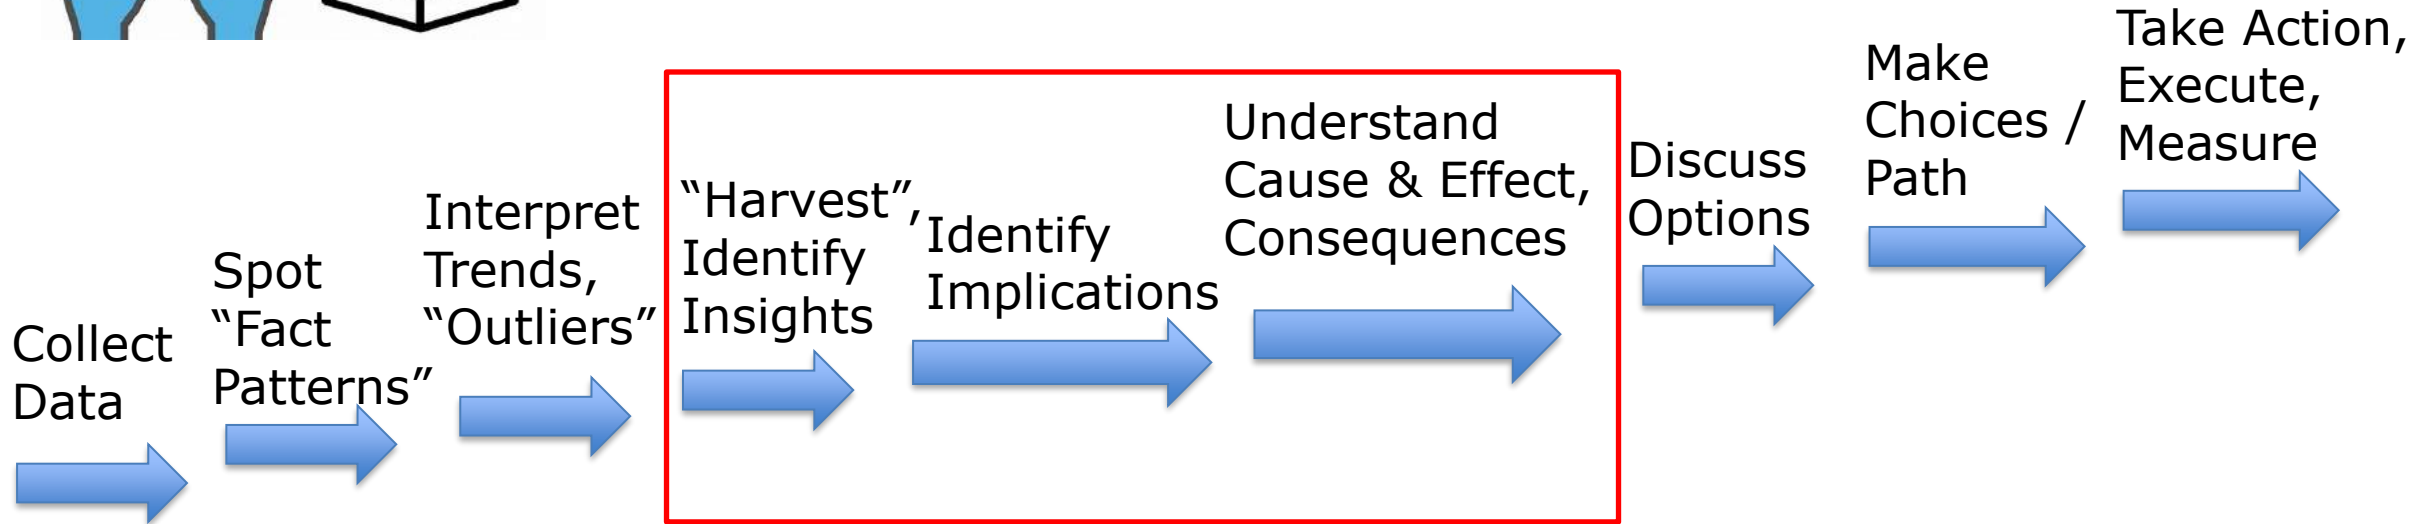 Collect
Data
Spot
“Fact
Patterns”
Interpret
Trends,
“Outliers”
“Harvest”,
Identify
Insights
Identify
Implications
Understand
Cause & Effect,
Consequences
Discuss
Options
Make
Choices /
Path
Take Action,
Execute,
Measure